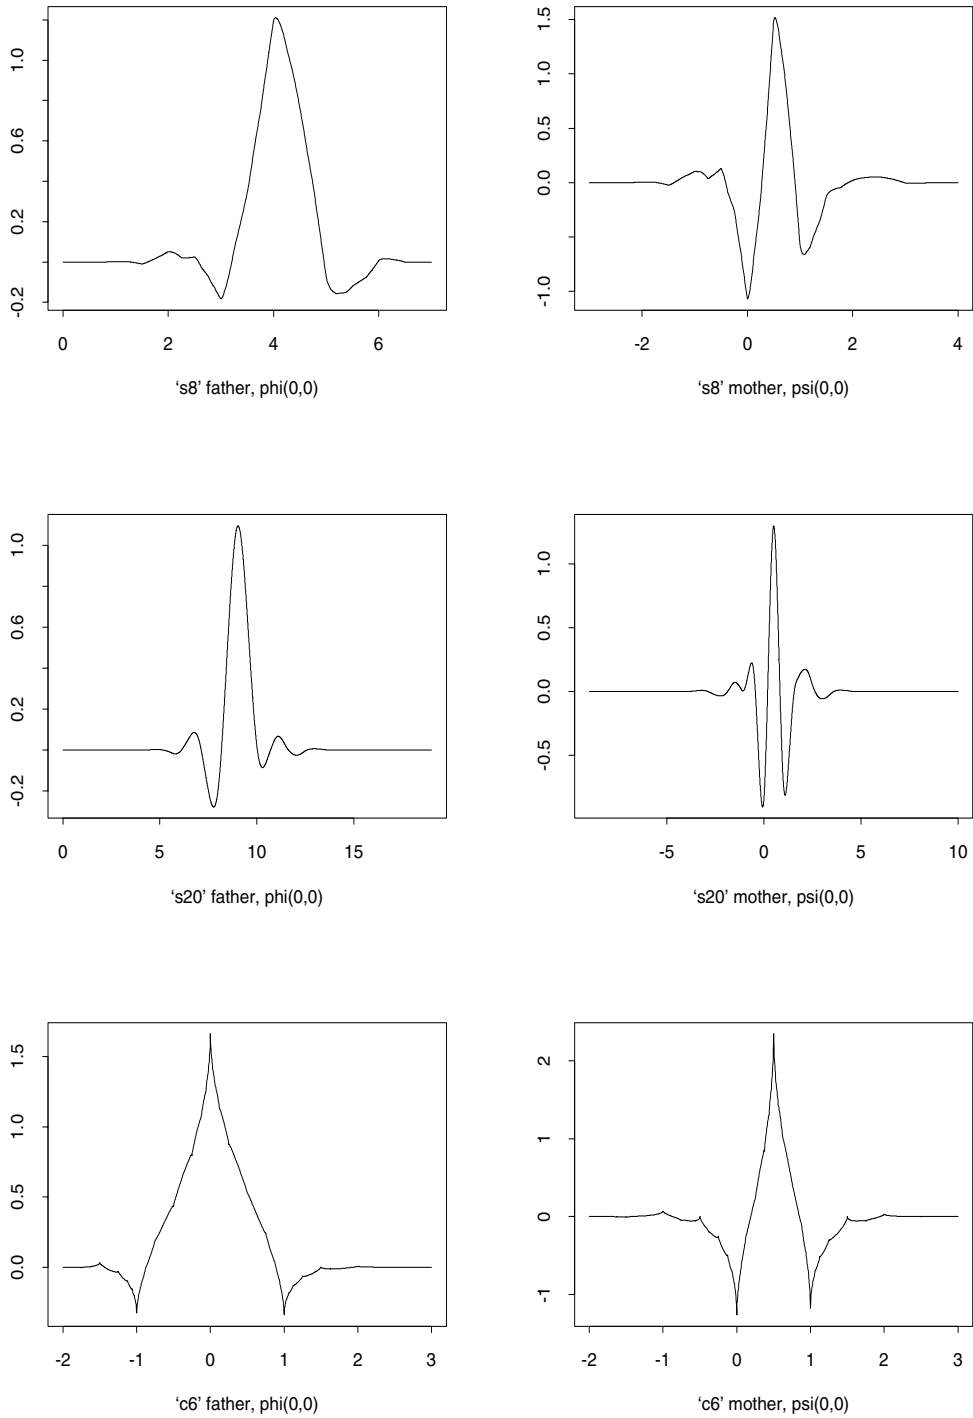 -0.2 0.2 0.6 1.0
0 2 4 6
‘s8’ father, phi(0,0)
-1.0 0.0 0.5 1.0 1.5
-2 0 2 4
‘s8’ mother, psi(0,0)
-0.2 0.2 0.6 1.0
0 5 10 15
‘s20’ father, phi(0,0)
-0.5 0.0 0.5 1.0
-5 0 5 10
‘s20’ mother, psi(0,0)
0.0 0.5 1.0 1.5
-2 -1 0 1 2 3
‘c6’ father, phi(0,0)
-1 0 1 2
-2 -1 0 1 2 3
‘c6’ mother, psi(0,0)